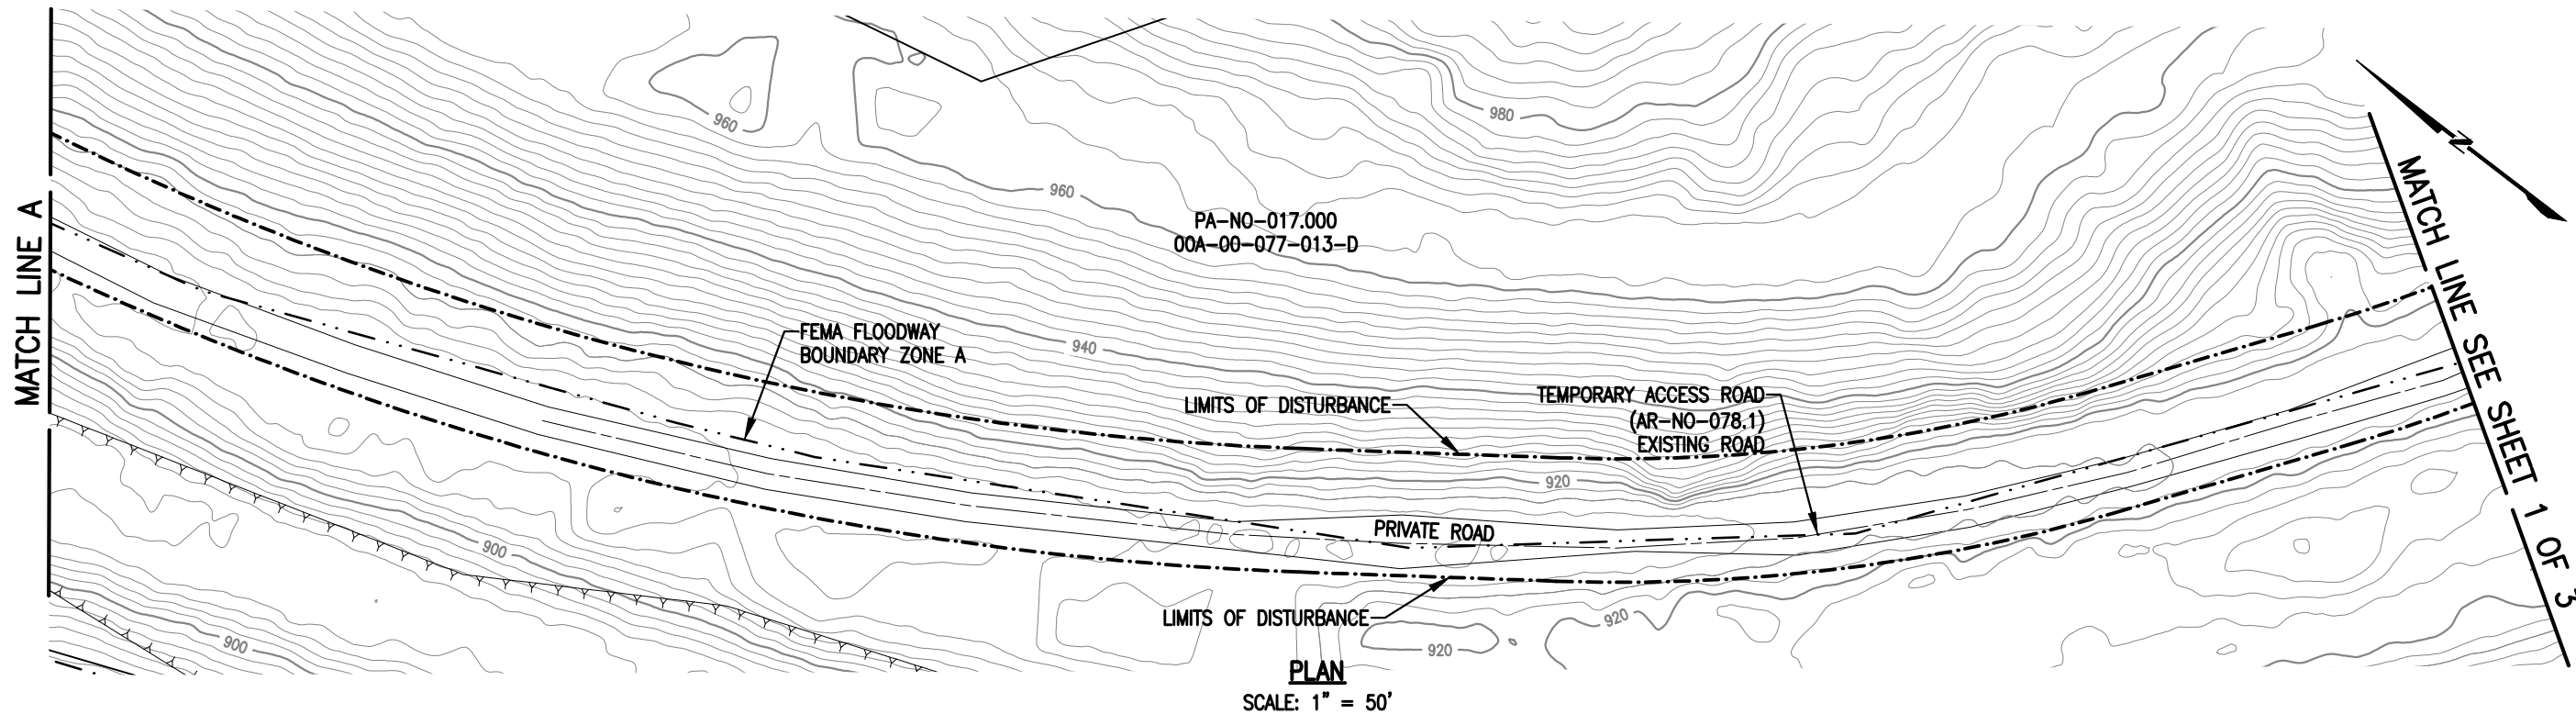 960
980
N
960
PA-NO-017.000
00A-00-077-013-D
MATCH LINE A
FEMA FLOODWAY
BOUNDARY ZONE A
940
LIMITS OF DISTURBANCE
TEMPORARY ACCESS ROAD
(AR-NO-078.1)
EXISTING ROAD
MATCH LINE SEE SHEET 1 OF 3
920
PRIVATE ROAD
900
LIMITS OF DISTURBANCE
920
900
920
PLAN
SCALE: 1" = 50'